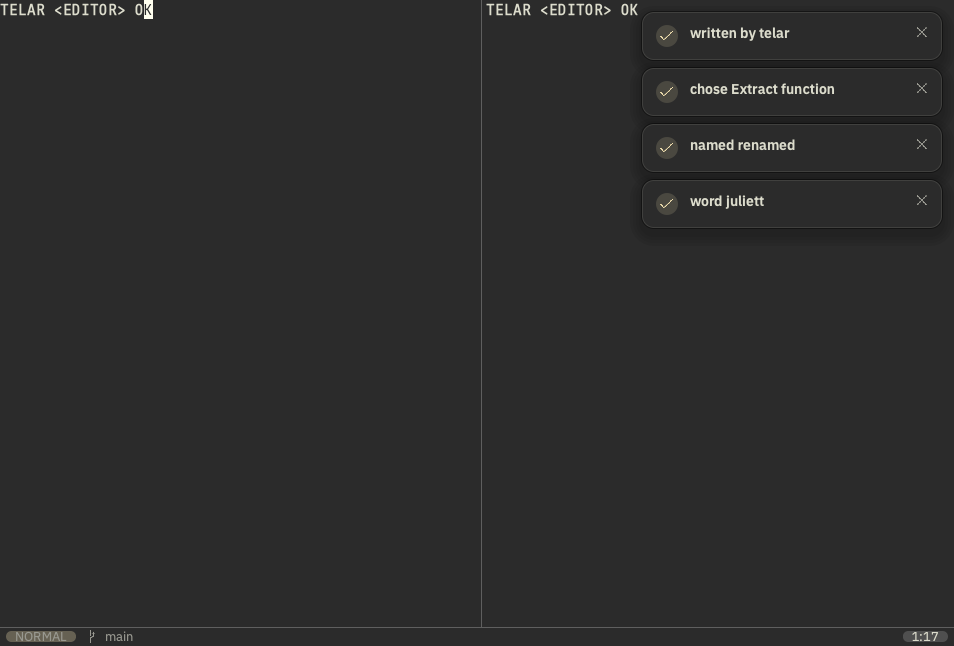 TELAR <EDITOR> OK
TELAR <EDITOR> OK
written by telar
chose Extract function
named renamed
word juliett
NORMAL main 1:17